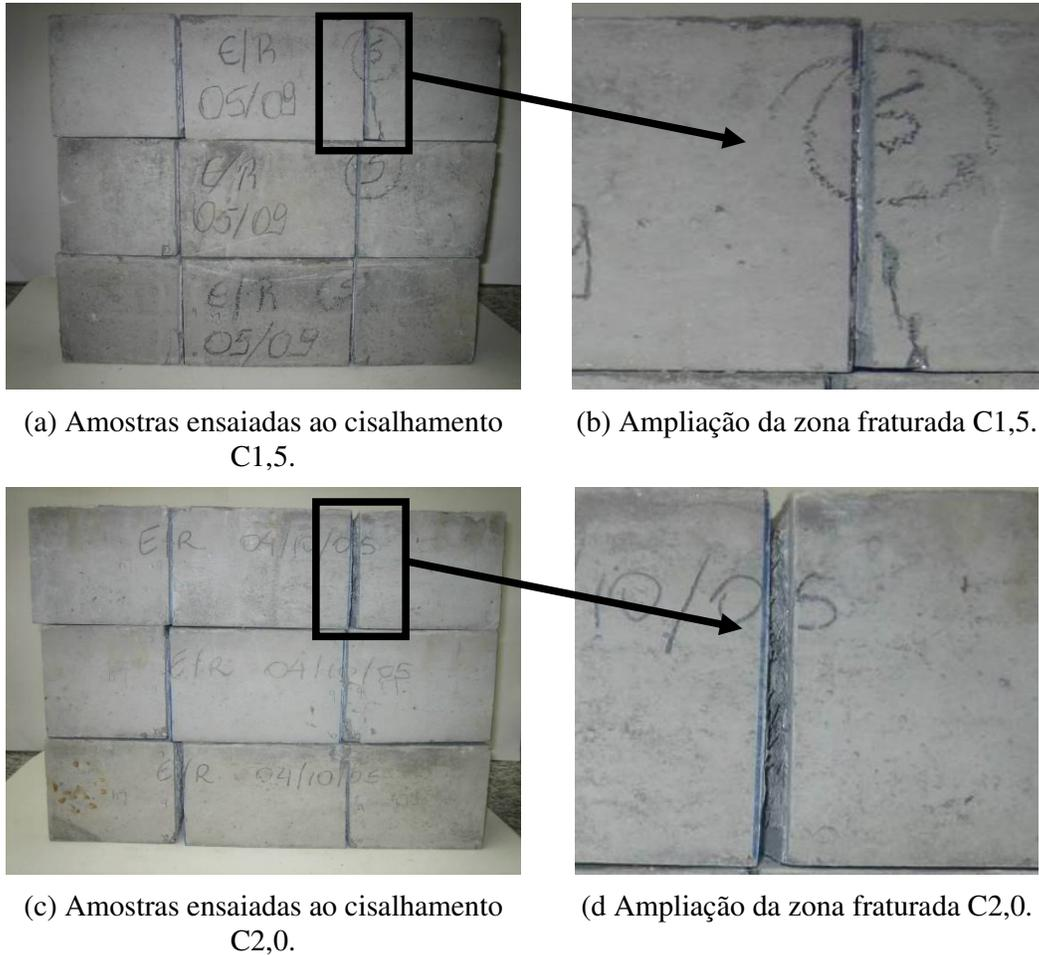 E/R
05/09
5
E/R
05/09
5
E/R
05/09
5
5
(a) Amostras ensaiadas ao cisalhamento
C1,5.
(b) Ampliação da zona fraturada C1,5.
E/R 04/10/05
E/R 04/10/05
E/R 04/10/05
10/05
(c) Amostras ensaiadas ao cisalhamento
C2,0.
(d Ampliação da zona fraturada C2,0.